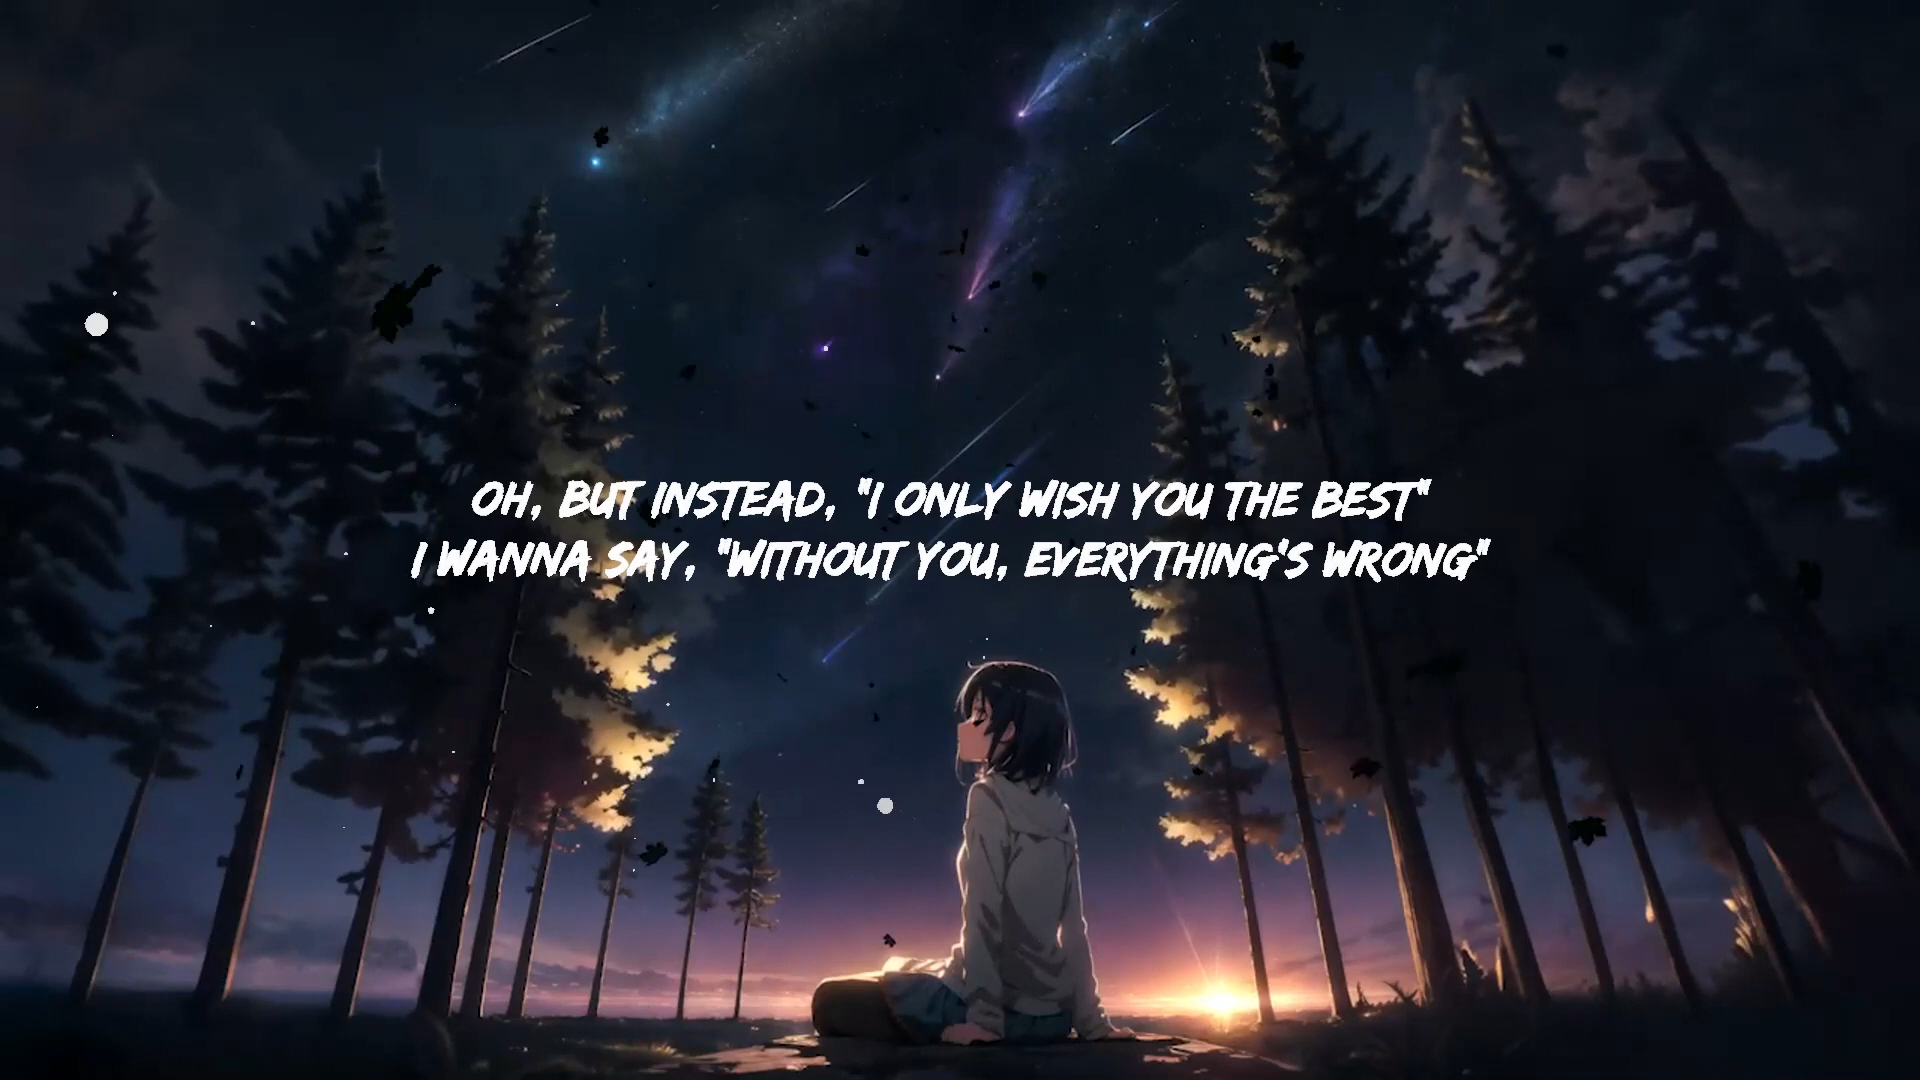 OH, BUT INSTEAD, "I ONLY WISH YOU THE BEST"
I WANNA SAY, "WITHOUT YOU, EVERYTHING'S WRONG"